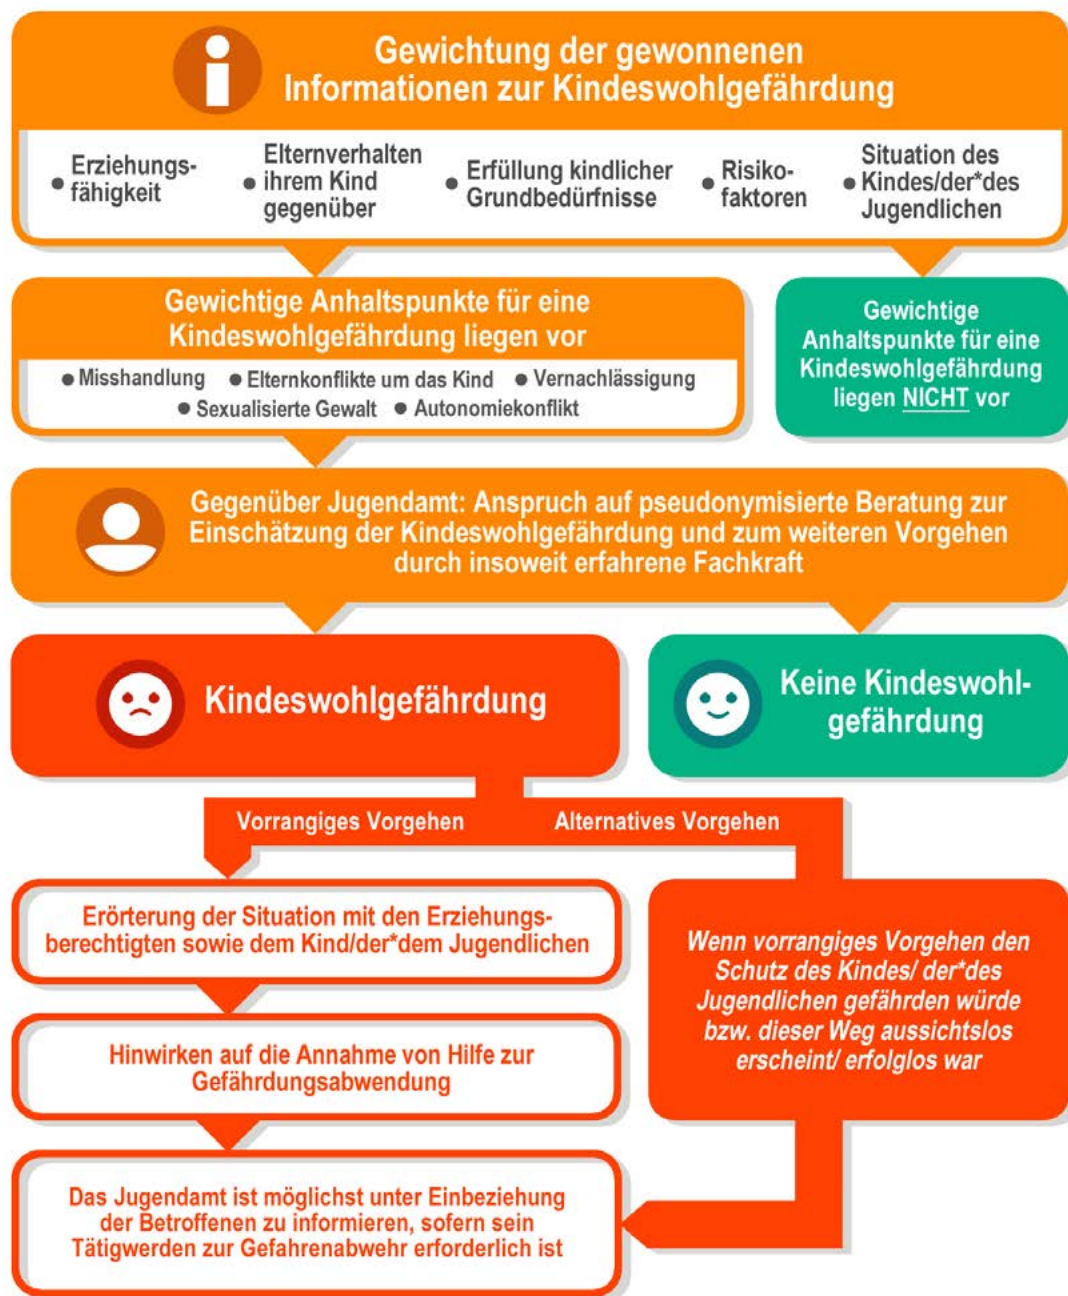 Gewichtung der gewonnenen
Informationen zur Kindeswohlgefährdung
● Erziehungs-
fähigkeit
● Elternverhalten
ihrem Kind
gegenüber
● Erfüllung kindlicher
Grundbedürfnisse
● Risiko-
faktoren
● Situation des
Kindes/der*des
Jugendlichen
Gewichtige Anhaltspunkte für eine
Kindeswohlgefährdung liegen vor
● Misshandlung ● Elternkonflikte um das Kind ● Vernachlässigung
● Sexualisierte Gewalt ● Autonomiekonflikt
Gewichtige
Anhaltspunkte für eine
Kindeswohlgefährdung
liegen NICHT vor
Gegenüber Jugendamt: Anspruch auf pseudonymisierte Beratung zur
Einschätzung der Kindeswohlgefährdung und zum weiteren Vorgehen
durch insoweit erfahrene Fachkraft
Kindeswohlgefährdung
Keine Kindeswohl-
gefährdung
Vorrangiges Vorgehen
Alternatives Vorgehen
Erörterung der Situation mit den Erziehungs-
berechtigten sowie dem Kind/der*dem Jugendlichen
Hinwirken auf die Annahme von Hilfe zur
Gefährdungsabwendung
Das Jugendamt ist möglichst unter Einbeziehung
der Betroffenen zu informieren, sofern sein
Tätigwerden zur Gefahrenabwehr erforderlich ist
Wenn vorrangiges Vorgehen den
Schutz des Kindes/ der*des
Jugendlichen gefährden würde
bzw. dieser Weg aussichtslos
erscheint/ erfolglos war